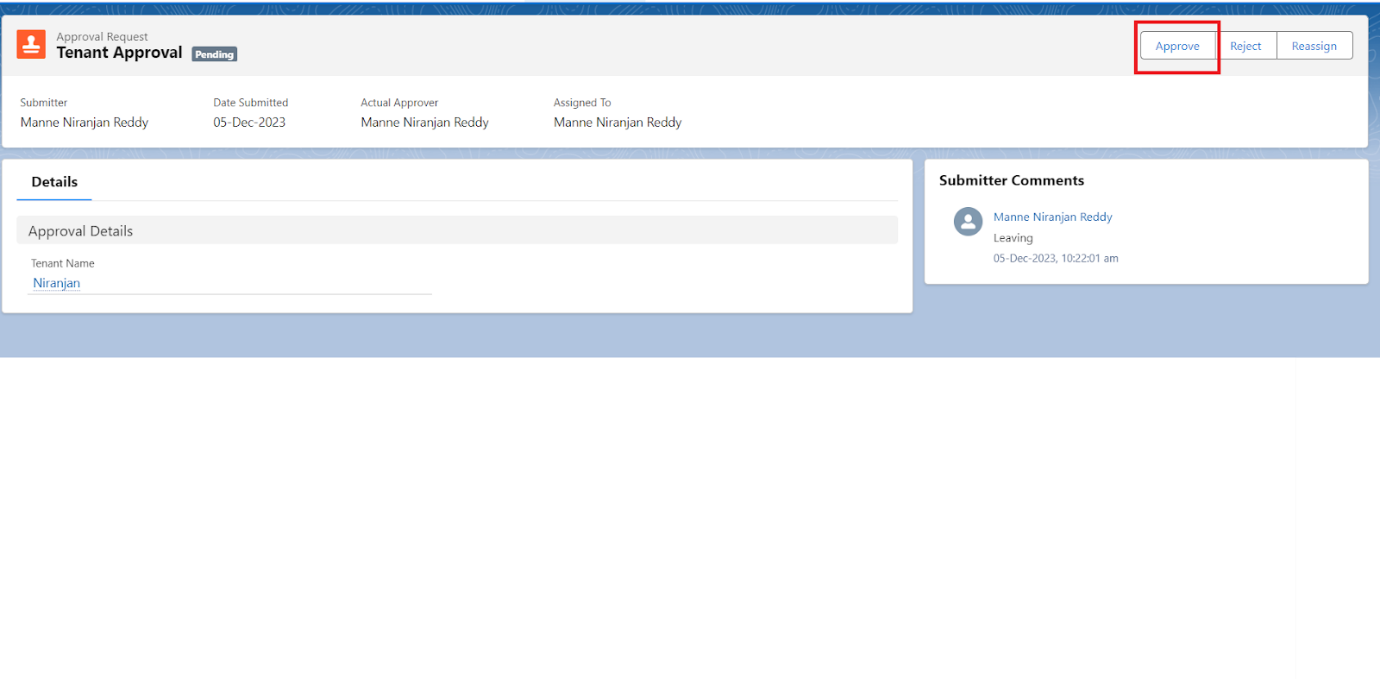 Approval Request
Tenant Approval Pending
Approve Reject Reassign
Submitter Date Submitted Actual Approver Assigned To
Manne Niranjan Reddy 05-Dec-2023 Manne Niranjan Reddy Manne Niranjan Reddy
Details
Approval Details
Tenant Name
Niranjan
Submitter Comments
Manne Niranjan Reddy
Leaving
05-Dec-2023, 10:22:01 am